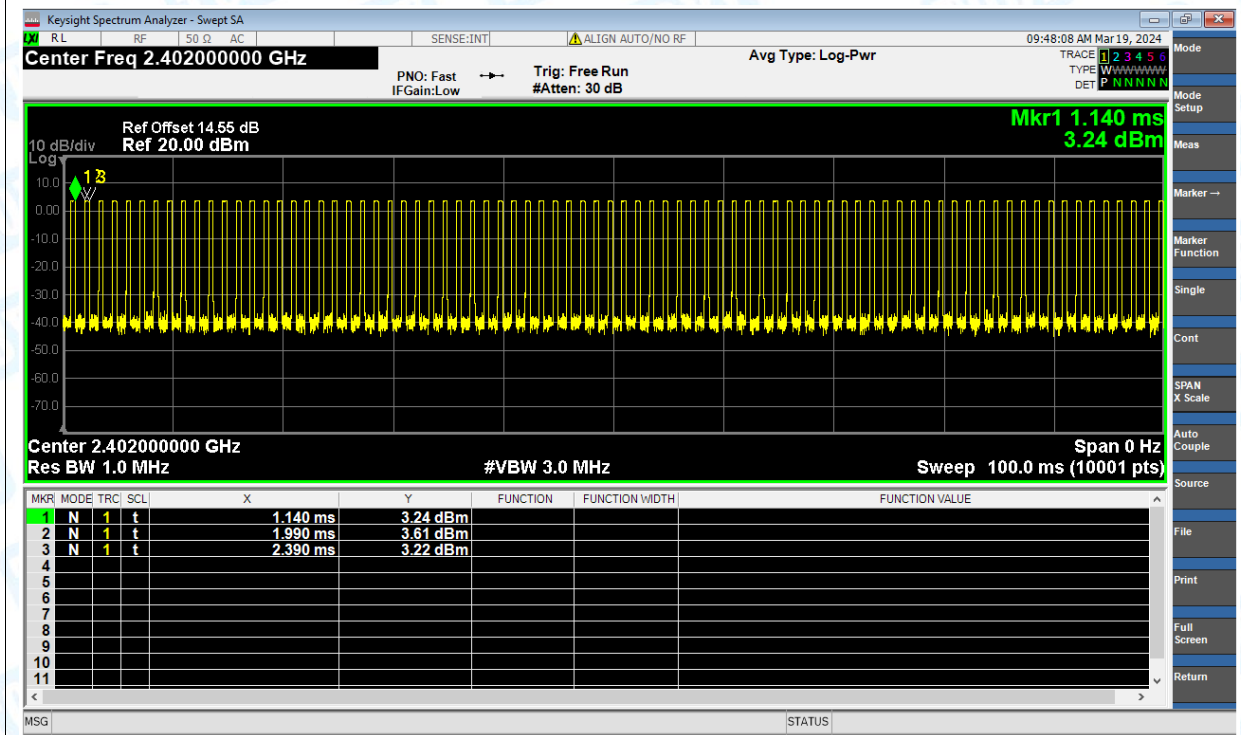 Keysight Spectrum Analyzer - Swept SA
LXI RL RF 50 Ω AC SENSE:INT ALIGN AUTO/NO RF 09:48:08 AM Mar 19, 2024
Center Freq 2.402000000 GHz
PNO: Fast
IFGain:Low
Trig: Free Run
#Atten: 30 dB
Avg Type: Log-Pwr
TRACE 1 2 3 4 5 6
TYPE WWWWWW
DET P NNNNN
Mkr1 1.140 ms
3.24 dBm
Ref Offset 14.55 dB
10 dB/div Ref 20.00 dBm
Log
10.0
0.00
-10.0
-20.0
-30.0
-40.0
-50.0
-60.0
-70.0
1
3
Center 2.402000000 GHz Span 0 Hz
Res BW 1.0 MHz #VBW 3.0 MHz Sweep 100.0 ms (10001 pts)
MKR MODE TRC SCL X Y FUNCTION FUNCTION WIDTH FUNCTION VALUE
1 N 1 t 1.140 ms 3.24 dBm
2 N 1 t 1.990 ms 3.61 dBm
3 N 1 t 2.390 ms 3.22 dBm
4
5
6
7
8
9
10
11
MSG STATUS
Mode
Mode
Setup
Meas
Marker →
Marker
Function
Single
Cont
SPAN
X Scale
Auto
Couple
Source
File
Print
Full
Screen
Return